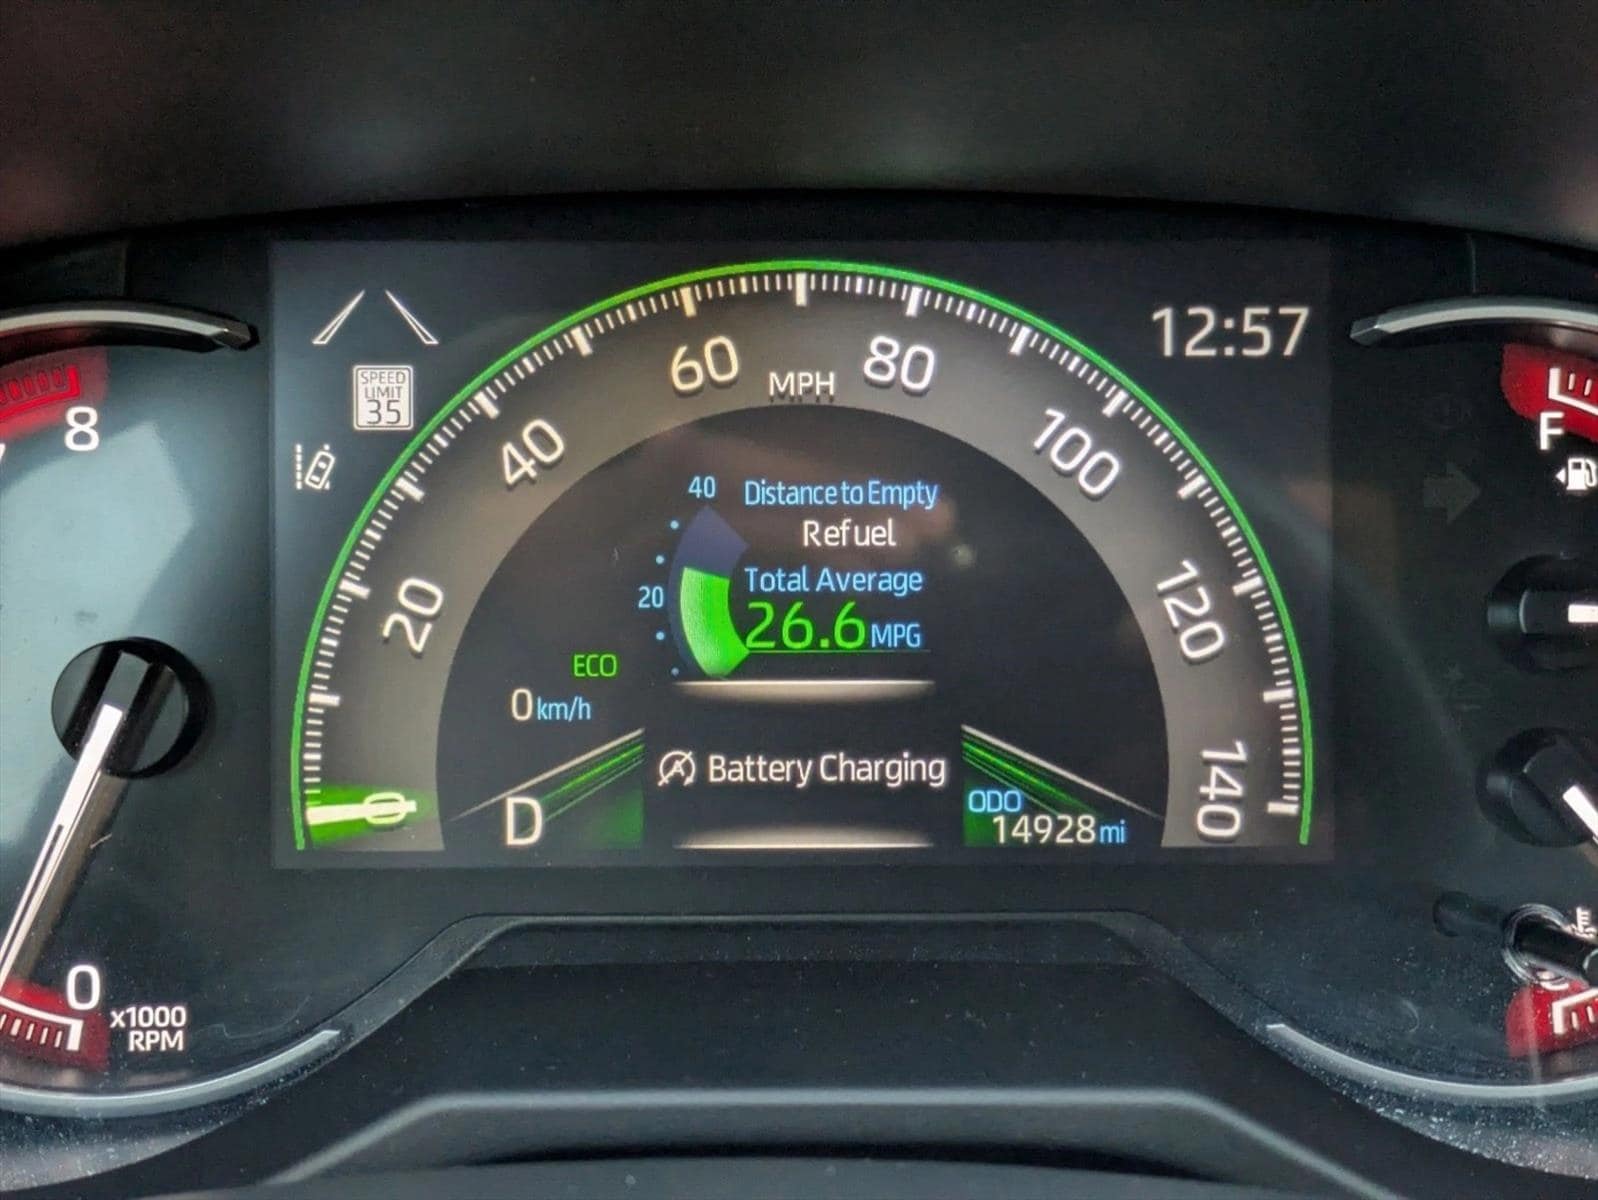 12:57
SPEED
LIMIT
35
20
40
60
MPH
80
100
120
140
0
40
20
Distance to Empty
Refuel
Total Average
26.6 MPG
ECO
0 km/h
Battery Charging
D
ODO
14928 mi
8
0
x1000
RPM
F